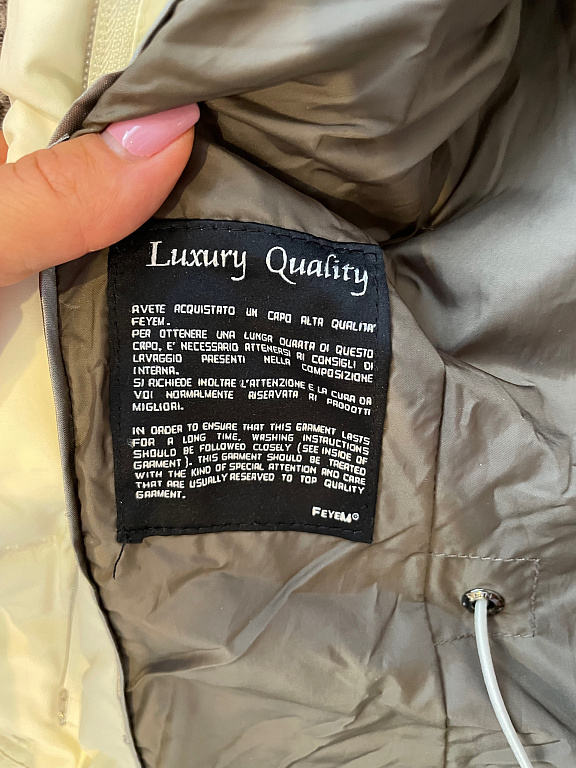 Luxury Quality
AVETE ACQUISTATO UN CAPO ALTA QUALITA'
FEYEM.
PER OTTENERE UNA LUNGA DURATA DI QUESTO
CAPO, E' NECESSARIO ATTENERSI AI CONSIGLI DI
LAVAGGIO PRESENTI NELLA COMPOSIZIONE
INTERNA.
SI RICHIEDE INOLTRE L'ATTENZIONE E LA CURA DA
VOI NORMALMENTE RISERVATA AI PRODOTTI
MIGLIORI.
IN ORDER TO ENSURE THAT THIS GARMENT LASTS
FOR A LONG TIME, WASHING INSTRUCTIONS
SHOULD BE FOLLOWED CLOSELY (SEE INSIDE OF
GARMENT). THIS GARMENT SHOULD BE TREATED
WITH THE KIND OF SPECIAL ATTENTION AND CARE
THAT ARE USUALLY RESERVED TO TOP QUALITY
GARMENT.
FEYEM®